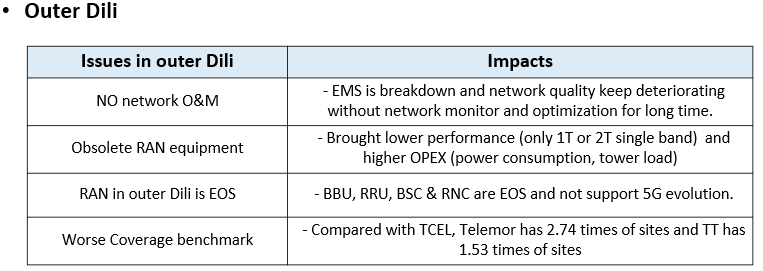 • Outer Dili
Issues in outer Dili
Impacts
NO network O&M
- EMS is breakdown and network quality keep deteriorating
without network monitor and optimization for long time.
Obsolete RAN equipment
- Brought lower performance (only 1T or 2T single band)  and
higher OPEX (power consumption, tower load)
RAN in outer Dili is EOS
- BBU, RRU, BSC & RNC are EOS and not support 5G evolution.
Worse Coverage benchmark
- Compared with TCEL, Telemor has 2.74 times of sites and TT has
1.53 times of sites